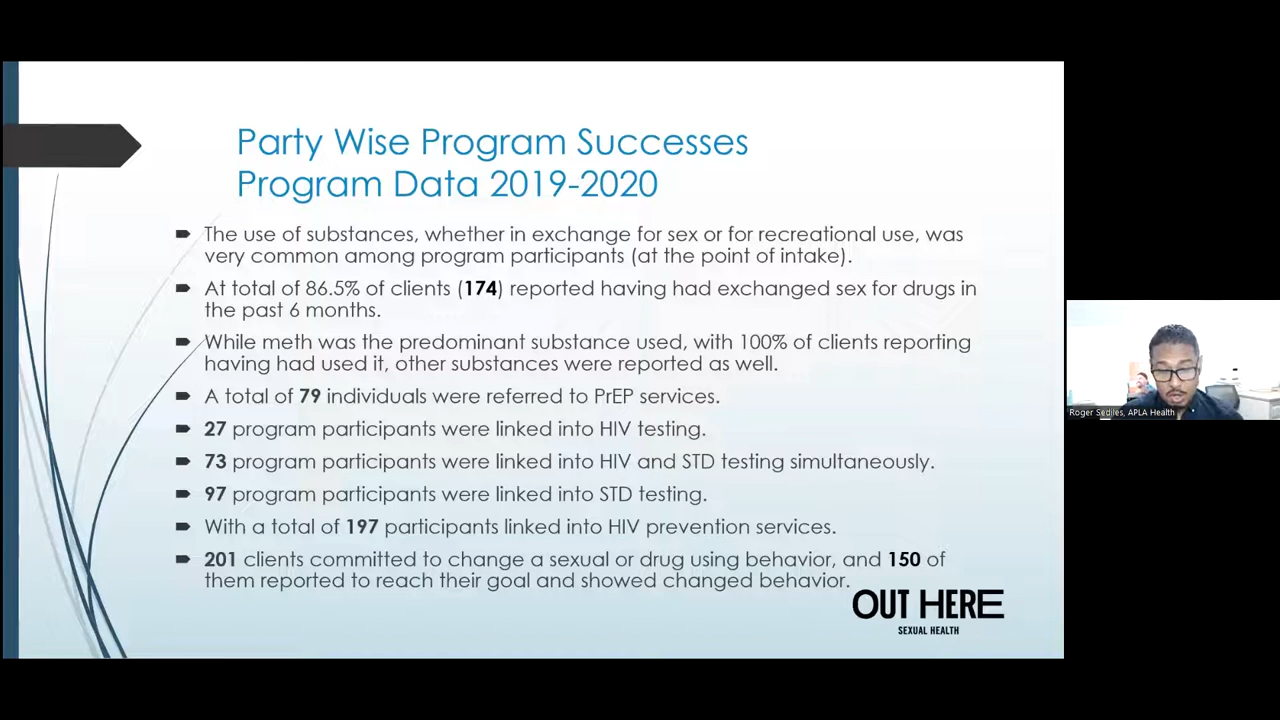 Party Wise Program Successes
Program Data 2019-2020
The use of substances, whether in exchange for sex or for recreational use, was
very common among program participants (at the point of intake).
At total of 86.5% of clients (174) reported having had exchanged sex for drugs in
the past 6 months.
While meth was the predominant substance used, with 100% of clients reporting
having had used it, other substances were reported as well.
A total of 79 individuals were referred to PrEP services.
27 program participants were linked into HIV testing.
73 program participants were linked into HIV and STD testing simultaneously.
97 program participants were linked into STD testing.
With a total of 197 participants linked into HIV prevention services.
201 clients committed to change a sexual or drug using behavior, and 150 of
them reported to reach their goal and showed changed behavior.
OUT HERE
SEXUAL HEALTH
Roger Sediles, APLA Health